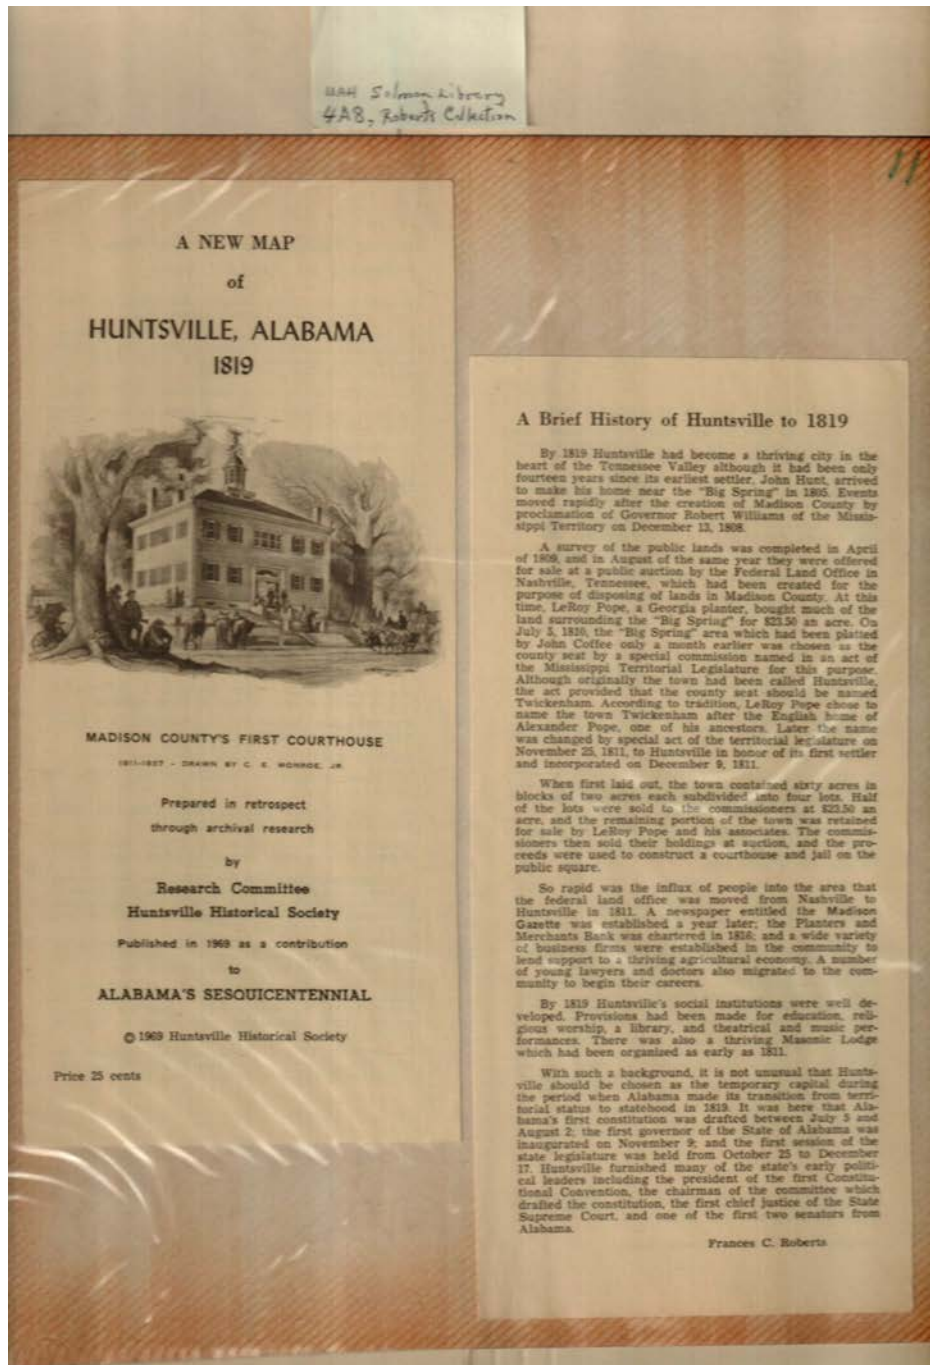 UAH Salmon Library
4A8, Roberts Collection
11
A NEW MAP
of
HUNTSVILLE, ALABAMA
1819
MADISON COUNTY'S FIRST COURTHOUSE
DRAWN BY C. E. MONROE, JR.
Prepared in retrospect
through archival research
by
Research Committee
Huntsville Historical Society
Published in 1969 as a contribution
to
ALABAMA'S SESQUICENTENNIAL
© 1969 Huntsville Historical Society
Price 25 cents
A Brief History of Huntsville to 1819
By 1819 Huntsville had become a thriving city in the
heart of the Tennessee Valley although it had been only
fourteen years since its earliest settler, John Hunt, arrived
to make his home near the "Big Spring" in 1805. Events
moved rapidly after the creation of Madison County by
proclamation of Governor Robert Williams of the Missis-
sippi Territory on December 13, 1808.
A survey of the public lands was completed in April
of 1809, and in August of the same year they were offered
for sale at a public auction by the Federal Land Office in
Nashville, Tennessee, which had been created for the
purpose of disposing of lands in Madison County. At this
time, LeRoy Pope, a Georgia planter, bought much of the
land surrounding the "Big Spring" for $23.50 an acre. On
July 5, 1810, the "Big Spring" area which had been platted
by John Coffee only a month earlier was chosen as the
county seat by a special commission named in an act of
the Mississippi Territorial Legislature for this purpose.
Although originally the town had been called Huntsville,
the act provided that the county seat should be named
Twickenham. According to tradition, LeRoy Pope chose to
name the town Twickenham after the English home of
Alexander Pope, one of his ancestors. Later the name
was changed by special act of the territorial legislature on
November 25, 1811, to Huntsville in honor of its first settler
and incorporated on December 9, 1811.
When first laid out, the town contained sixty acres in
blocks of two acres each subdivided into four lots. Half
of the lots were sold to the commissioners at $23.50 an
acre, and the remaining portion of the town was retained
for sale by LeRoy Pope and his associates. The commis-
sioners then sold their holdings at auction, and the pro-
ceeds were used to construct a courthouse and jail on the
public square.
So rapid was the influx of people into the area that
the federal land office was moved from Nashville to
Huntsville in 1811. A newspaper entitled the Madison
Gazette was established a year later; the Planters and
Merchants Bank was chartered in 1816; and a wide variety
of business firms were established in the community to
lend support to a thriving agricultural economy. A number
of young lawyers and doctors also migrated to the com-
munity to begin their careers.
By 1819 Huntsville's social institutions were well de-
veloped. Provisions had been made for education, reli-
gious worship, a library, and theatrical and music per-
formances. There was also a thriving Masonic Lodge
which had been organized as early as 1811.
With such a background, it is not unusual that Hunts-
ville should be chosen as the temporary capital during
the period when Alabama made its transition from terri-
torial status to statehood in 1819. It was here that Ala-
bama's first constitution was drafted between July 5 and
August 2; the first governor of the State of Alabama was
inaugurated on November 9; and the first session of the
state legislature was held from October 25 to December
17. Huntsville furnished many of the state's early politi-
cal leaders including the president of the first Constitu-
tional Convention, the chairman of the committee which
drafted the constitution, the first chief justice of the State
Supreme Court, and one of the first two senators from
Alabama.
Frances C. Roberts